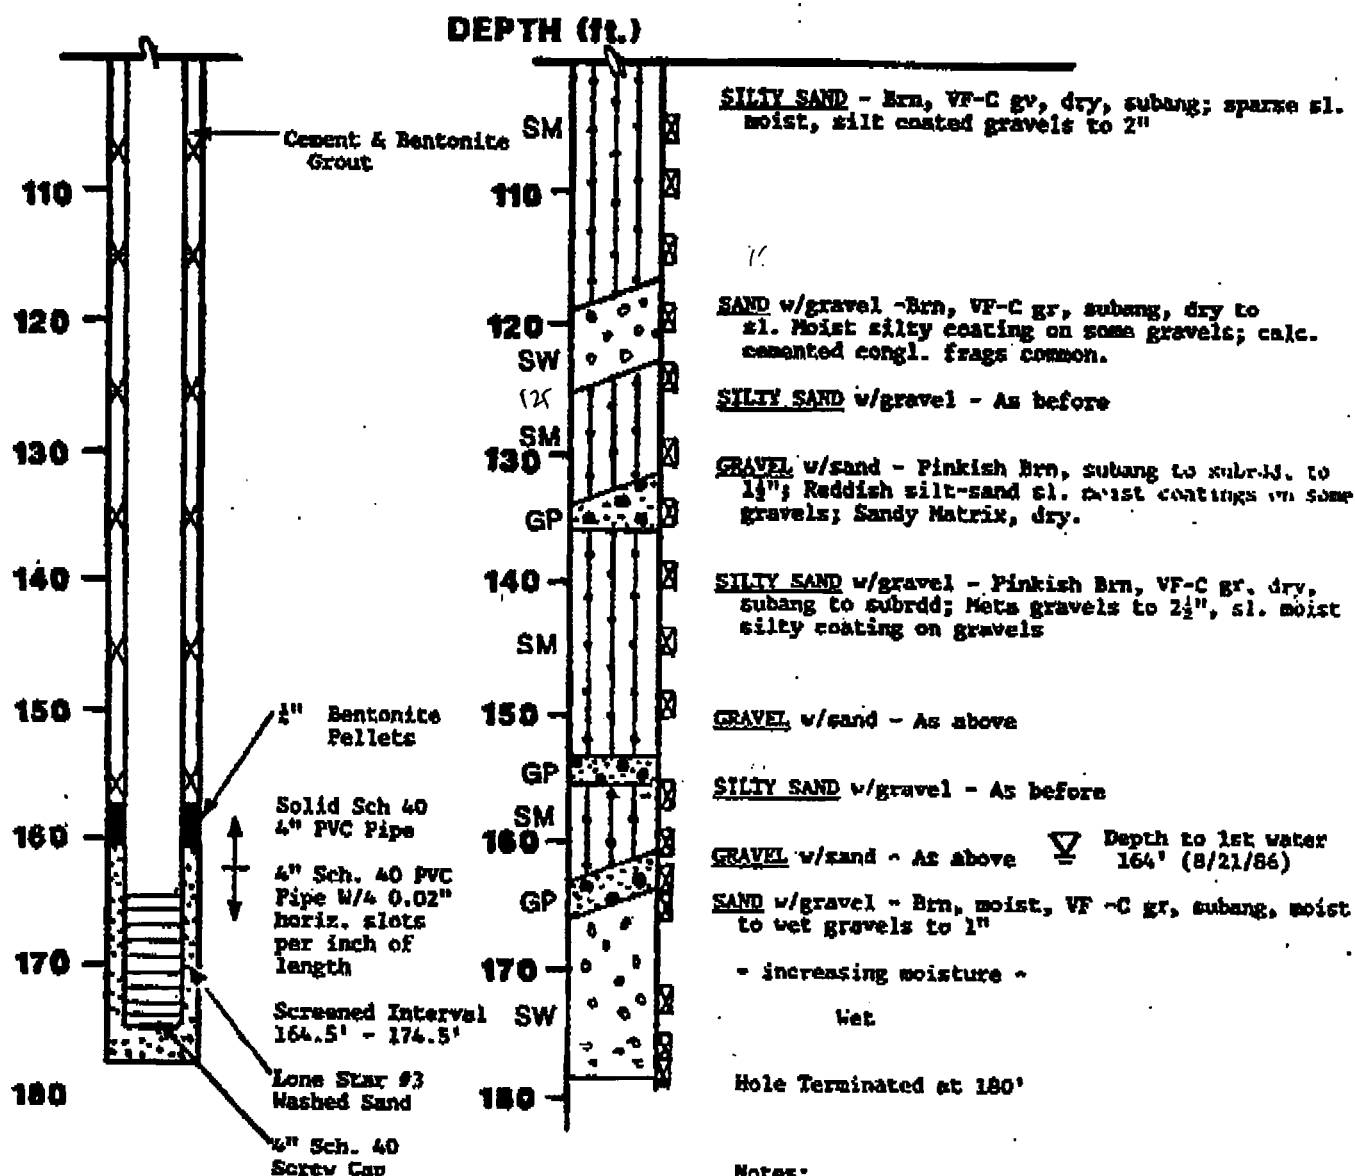 DEPTH (ft.)
Cement & Bentonite
Grout
110
120
130
140
150
160
170
180
¼" Bentonite
Pellets
Solid Sch 40
4" PVC Pipe
4" Sch. 40 PVC
Pipe W/4 0.02"
horiz. slots
per inch of
length
Screened Interval
164.5' - 174.5'
Lone Star #3
Washed Sand
4" Sch. 40
Screw Cap
SM
110
120
SW
125
SM
130
GP
140
SM
150
GP
SM
160
GP
170
SW
180
SILTY SAND - Brn, VF-C gv, dry, subang; sparse sl.
moist, silt coated gravels to 2"
SAND w/gravel -Brn, VF-C gr, subang, dry to
sl. Moist silty coating on some gravels; calc.
cemented congl. frags common.
SILTY SAND w/gravel - As before
GRAVEL w/sand - Pinkish Brn, subang to subrdd. to
1½"; Reddish silt-sand sl. moist coatings on some
gravels; Sandy Matrix, dry.
SILTY SAND w/gravel - Pinkish Brn, VF-C gr. dry,
subang to subrdd; Meta gravels to 2½", sl. moist
silty coating on gravels
GRAVEL w/sand - As above
SILTY SAND w/gravel - As before
GRAVEL w/sand - As above
Depth to 1st water
164' (8/21/86)
SAND w/gravel - Brn, moist, VF -C gr, subang, moist
to wet gravels to 1"
- increasing moisture -
Wet
Hole Terminated at 180'
Notes: